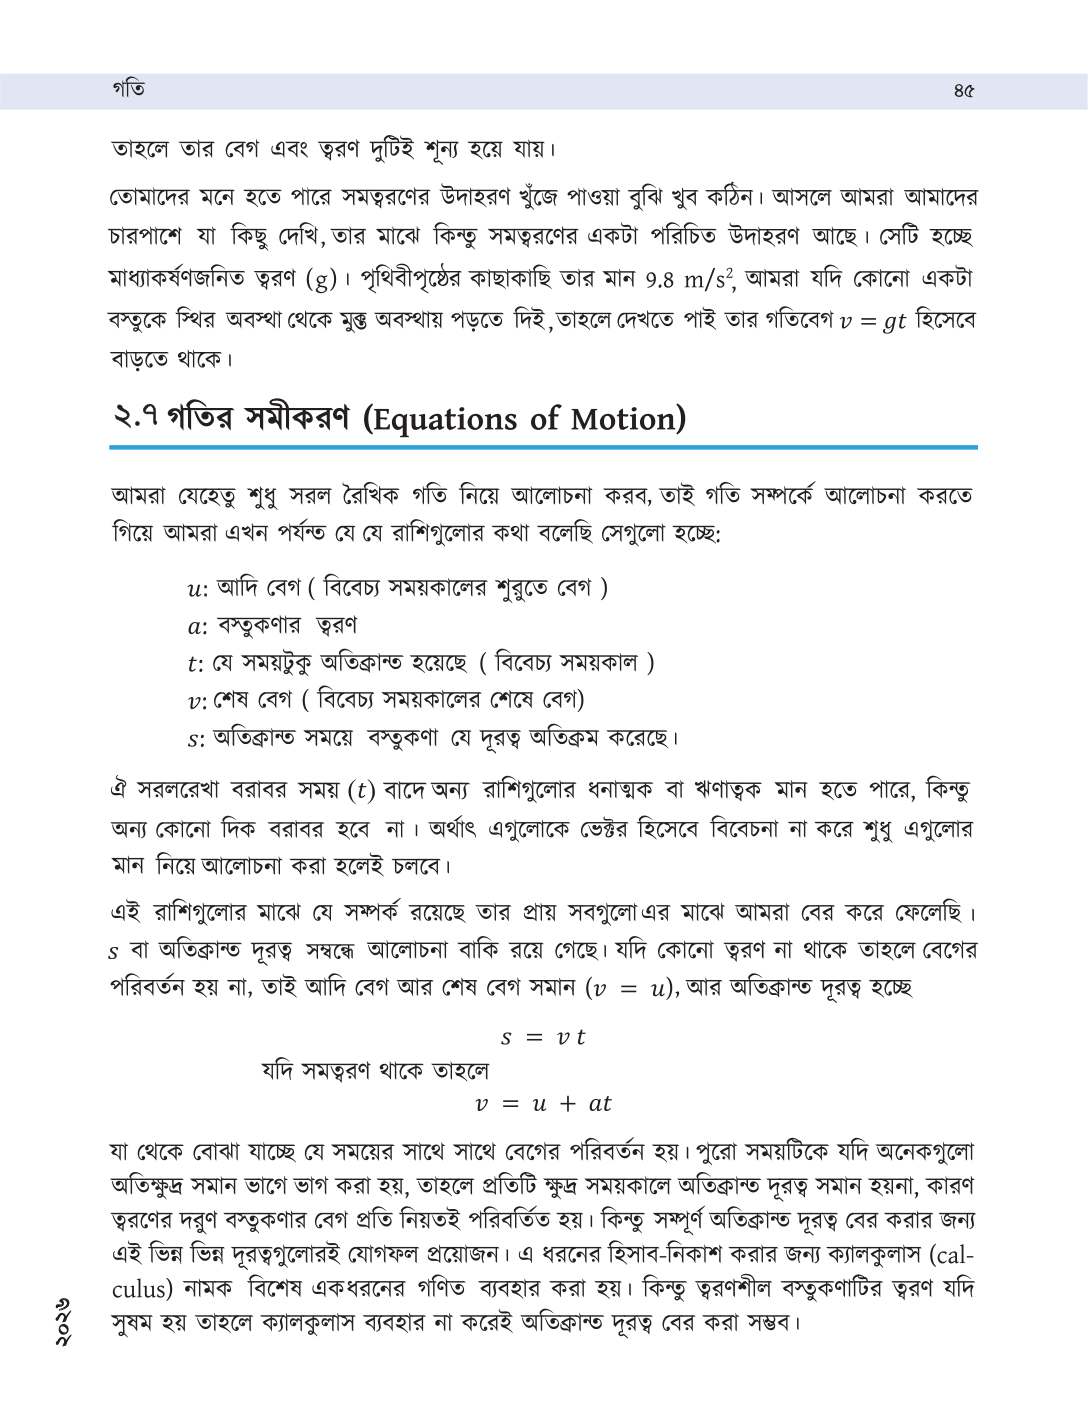 গতি ৪৫
তাহলে তার বেগ এবং ত্বরণ দুটিই শূন্য হয়ে যায়।
তোমাদের মনে হতে পারে সমত্বরণের উদাহরণ খুঁজে পাওয়া বুঝি খুব কঠিন। আসলে আমরা আমাদের
চারপাশে যা কিছু দেখি, তার মাঝে কিন্তু সমত্বরণের একটা পরিচিত উদাহরণ আছে। সেটি হচ্ছে
মাধ্যাকর্ষণজনিত ত্বরণ (g)। পৃথিবীপৃষ্ঠের কাছাকাছি তার মান 9.8 m/s², আমরা যদি কোনো একটা
বস্তুকে স্থির অবস্থা থেকে মুক্ত অবস্থায় পড়তে দিই,তাহলে দেখতে পাই তার গতিবেগ v = gt হিসেবে
বাড়তে থাকে।
২.৭ গতির সমীকরণ (Equations of Motion)
আমরা যেহেতু শুধু সরল রৈখিক গতি নিয়ে আলোচনা করব, তাই গতি সম্পর্কে আলোচনা করতে
গিয়ে আমরা এখন পর্যন্ত যে যে রাশিগুলোর কথা বলেছি সেগুলো হচ্ছে:
u: আদি বেগ ( বিবেচ্য সময়কালের শুরুতে বেগ )
a: বস্তুকণার ত্বরণ
t: যে সময়টুকু অতিক্রান্ত হয়েছে ( বিবেচ্য সময়কাল )
v: শেষ বেগ ( বিবেচ্য সময়কালের শেষে বেগ)
s: অতিক্রান্ত সময়ে বস্তুকণা যে দূরত্ব অতিক্রম করেছে।
ঐ সরলরেখা বরাবর সময় (t) বাদে অন্য রাশিগুলোর ধনাত্মক বা ঋণাত্বক মান হতে পারে, কিন্তু
অন্য কোনো দিক বরাবর হবে না। অর্থাৎ এগুলোকে ভেক্টর হিসেবে বিবেচনা না করে শুধু এগুলোর
মান নিয়ে আলোচনা করা হলেই চলবে।
এই রাশিগুলোর মাঝে যে সম্পর্ক রয়েছে তার প্রায় সবগুলো এর মাঝে আমরা বের করে ফেলেছি।
s বা অতিক্রান্ত দূরত্ব সম্বন্ধে আলোচনা বাকি রয়ে গেছে। যদি কোনো ত্বরণ না থাকে তাহলে বেগের
পরিবর্তন হয় না, তাই আদি বেগ আর শেষ বেগ সমান (v = u), আর অতিক্রান্ত দূরত্ব হচ্ছে
s = v t
যদি সমত্বরণ থাকে তাহলে
v = u + at
যা থেকে বোঝা যাচ্ছে যে সময়ের সাথে সাথে বেগের পরিবর্তন হয়। পুরো সময়টিকে যদি অনেকগুলো
অতিক্ষুদ্র সমান ভাগে ভাগ করা হয়, তাহলে প্রতিটি ক্ষুদ্র সময়কালে অতিক্রান্ত দূরত্ব সমান হয়না, কারণ
ত্বরণের দরুণ বস্তুকণার বেগ প্রতি নিয়তই পরিবর্তিত হয়। কিন্তু সম্পূর্ণ অতিক্রান্ত দূরত্ব বের করার জন্য
এই ভিন্ন ভিন্ন দূরত্বগুলোরই যোগফল প্রয়োজন। এ ধরনের হিসাব-নিকাশ করার জন্য ক্যালকুলাস (cal-
culus) নামক বিশেষ একধরনের গণিত ব্যবহার করা হয়। কিন্তু ত্বরণশীল বস্তুকণাটির ত্বরণ যদি
সুষম হয় তাহলে ক্যালকুলাস ব্যবহার না করেই অতিক্রান্ত দূরত্ব বের করা সম্ভব।
২০২৬